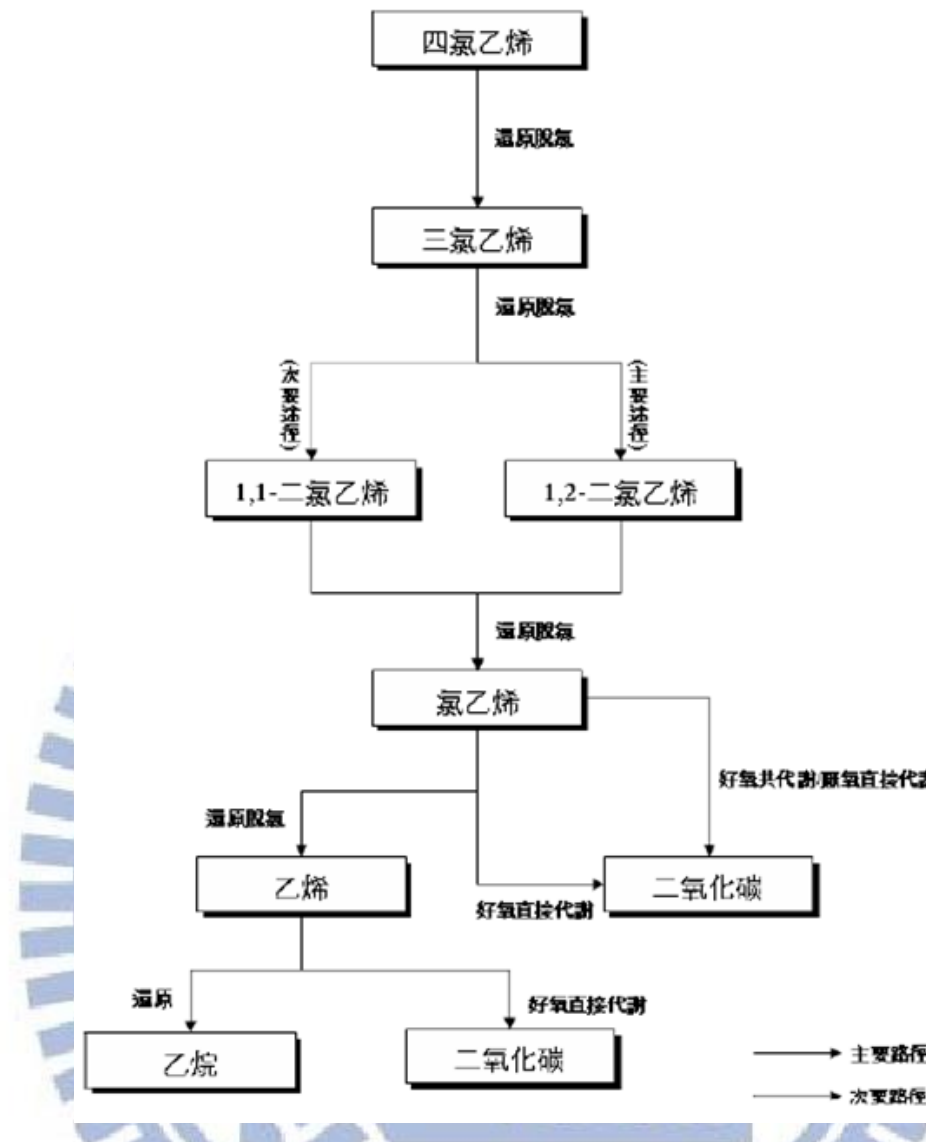 四氯乙烯
還原脫氯
三氯乙烯
還原脫氯
(次要途徑)
(主要途徑)
1,1-二氯乙烯
1,2-二氯乙烯
還原脫氯
氯乙烯
好氧共代謝/厭氧直接代謝
還原脫氯
乙烯
二氧化碳
好氧直接代謝
還原
好氧直接代謝
乙烷
二氧化碳
主要路徑
次要路徑